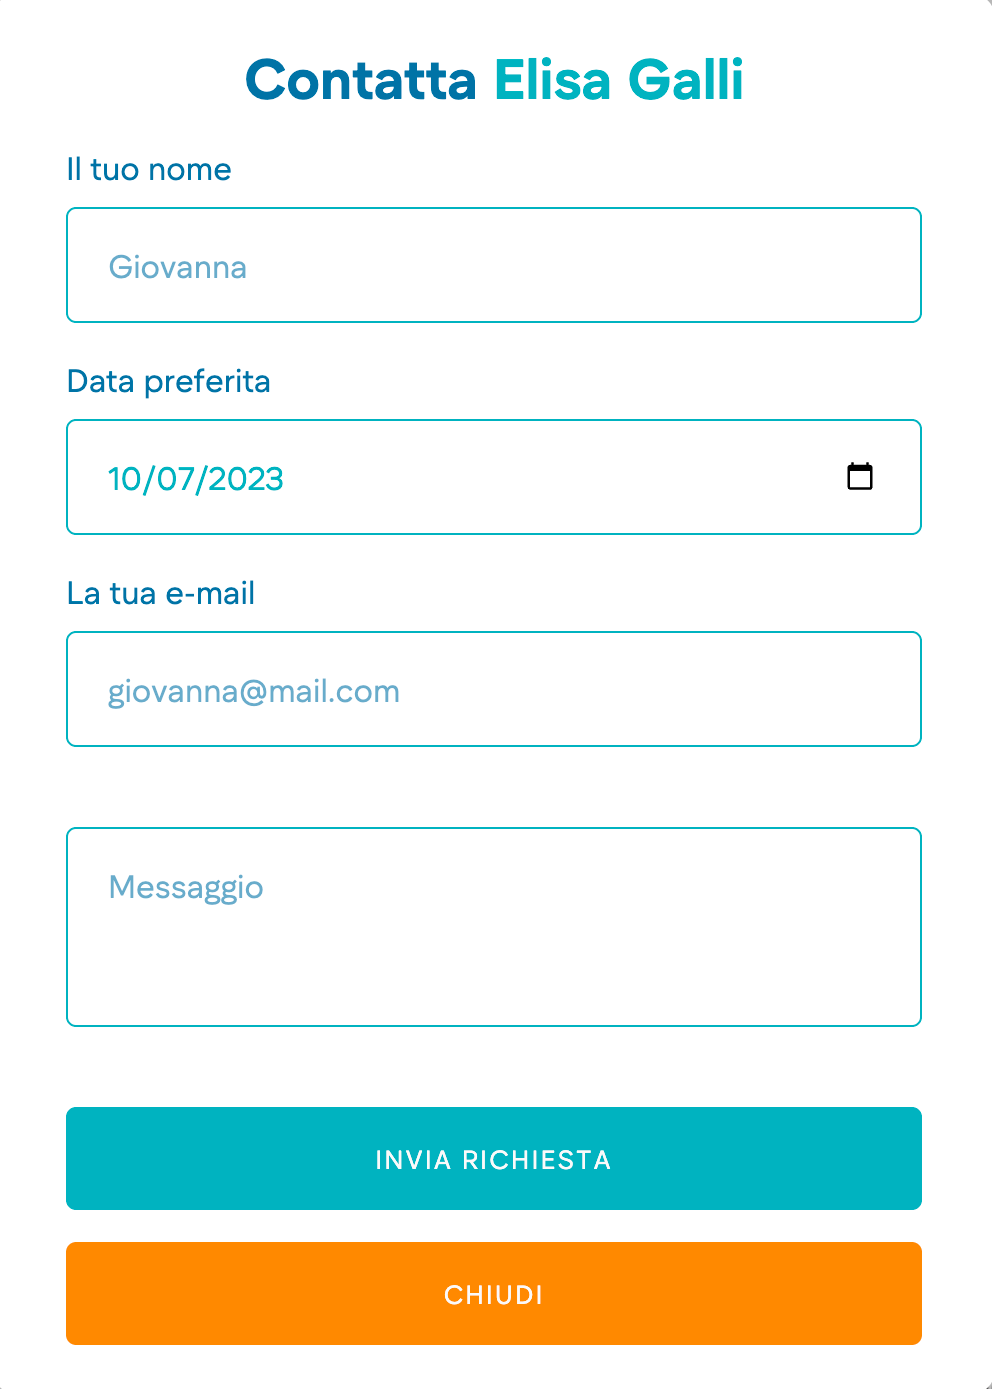 Contatta Elisa Galli
Il tuo nome
Giovanna
Data preferita
10/07/2023
La tua e-mail
giovanna@mail.com
Messaggio
INVIA RICHIESTA
CHIUDI